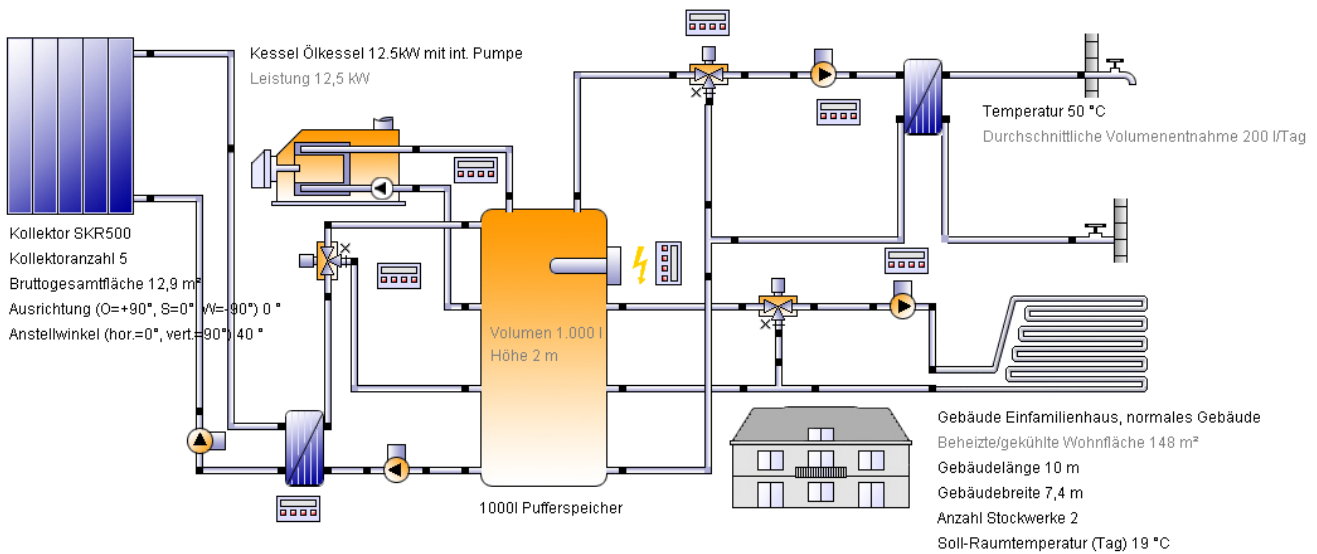 Kessel Ölkessel 12.5kW mit int. Pumpe
Leistung 12,5 kW
Temperatur 50 °C
Durchschnittliche Volumenentnahme 200 l/Tag
Kollektor SKR500
Kollektoranzahl 5
Bruttogesamtfläche 12,9 m²
Ausrichtung (O=+90°, S=0°, W=-90°) 0 °
Anstellwinkel (hor.=0°, vert.=90°) 40 °
Volumen 1.000 l
Höhe 2 m
1000l Pufferspeicher
Gebäude Einfamilienhaus, normales Gebäude
Beheizte/gekühlte Wohnfläche 148 m²
Gebäudelänge 10 m
Gebäudebreite 7,4 m
Anzahl Stockwerke 2
Soll-Raumtemperatur (Tag) 19 °C